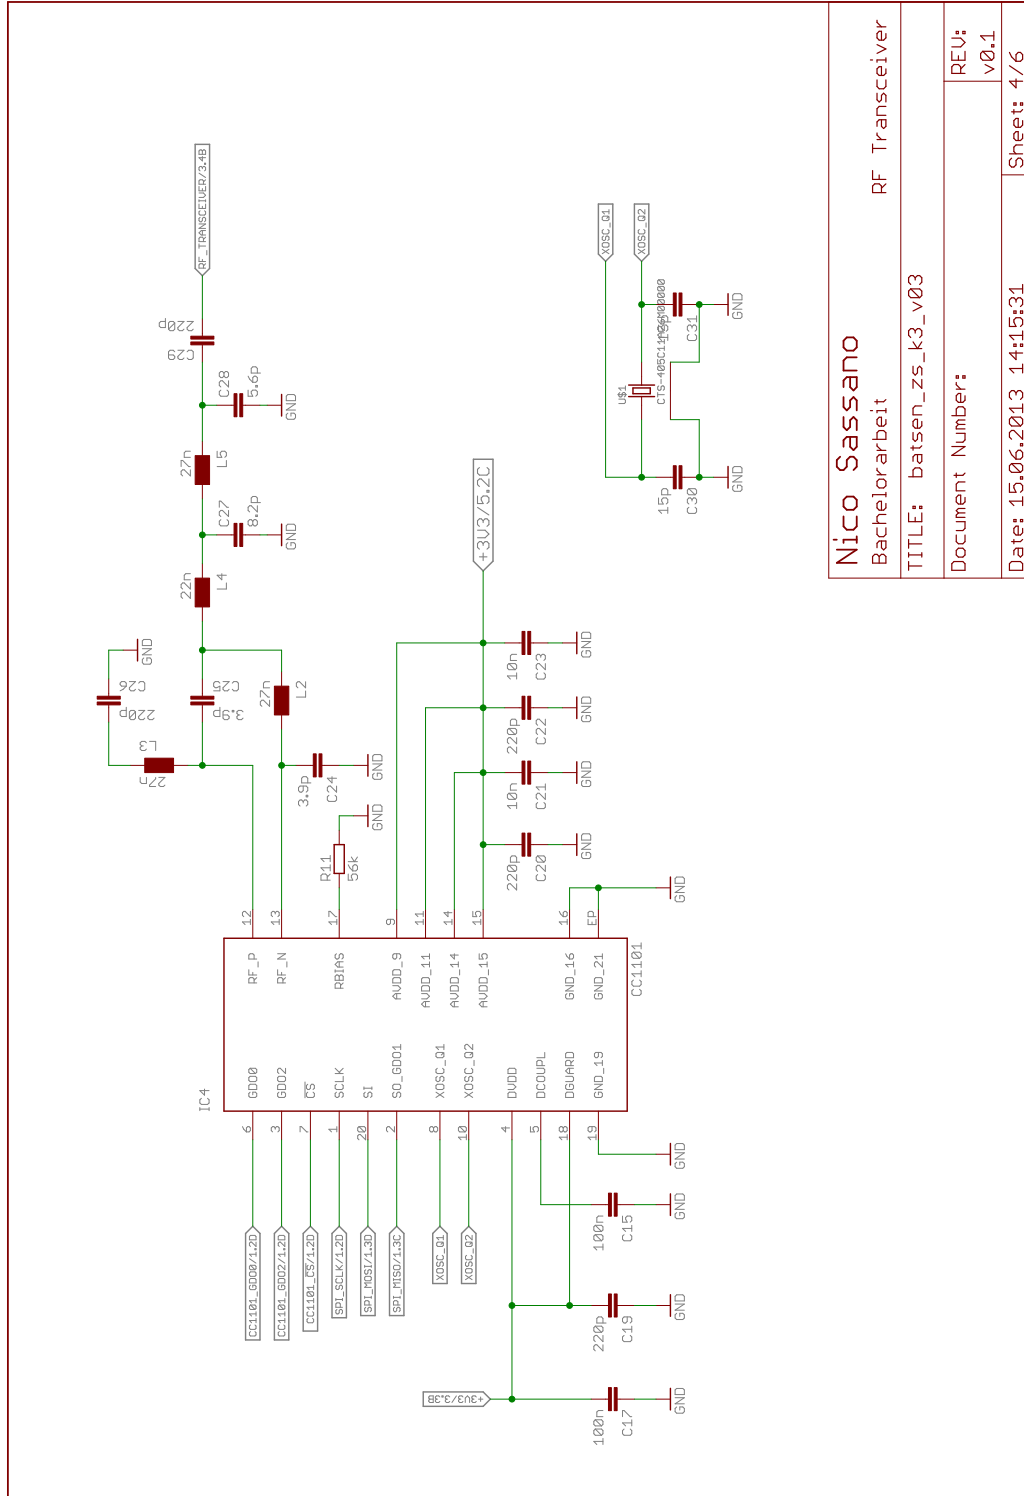 RF_TRANSCEIVER/3.4B
C29
220p
C28
5.6p
GND
27n
L5
C27
8.2p
GND
22n
L4
C26
220p
GND
C25
3.9p
27n
L2
L3
27n
C24
3.9p
GND
R11
56k
GND
+3V3/5.2C
10n
C23
GND
220p
C22
GND
10n
C21
GND
220p
C20
GND
XOSC_Q1
XOSC_Q2
U$1
C31
GND
15p
C30
GND
IC4
CC1101
12
RF_P
13
RF_N
17
RBIAS
9
AVDD_9
11
AVDD_11
14
AVDD_14
15
AVDD_15
16
GND_16
EP
GND_21
GND
6
GDO0
3
GDO2
7
CS
1
SCLK
20
SI
2
SO_GDO1
8
XOSC_Q1
10
XOSC_Q2
4
DVDD
5
DCOUPL
18
DGUARD
19
GND_19
GND
CC1101_GDO0/1.2D
CC1101_GDO2/1.2D
CC1101_CS/1.2D
SPI_SCLK/1.2D
SPI_MOSI/1.3D
SPI_MISO/1.3C
XOSC_Q1
XOSC_Q2
+3V3/3.3B
100n
C15
GND
220p
C19
GND
100n
C17
GND
Nico Sassano
Bachelorarbeit RF Transceiver
TITLE: batsen_zs_k3_v03
Document Number:
REV:
v0.1
Date: 15.06.2013 14:15:31
Sheet: 4/6